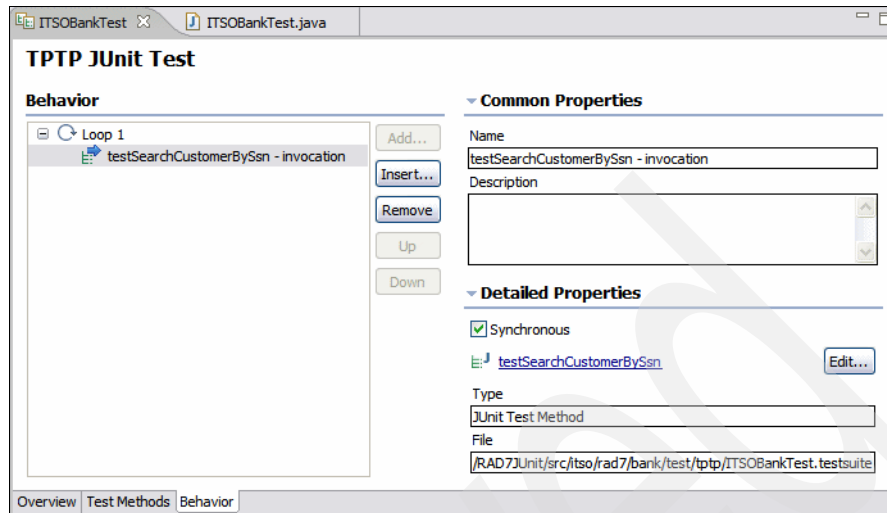 ITSOBankTest
ITSOBankTest.java
TPTP JUnit Test
Behavior
Loop 1
testSearchCustomerBySsn - invocation
Add...
Insert...
Remove
Up
Down
Common Properties
Name
testSearchCustomerBySsn - invocation
Description
Detailed Properties
Synchronous
testSearchCustomerBySsn
Edit...
Type
JUnit Test Method
File
/RAD7JUnit/src/itso/rad7/bank/test/tptp/ITSOBankTest.testsuite
Overview Test Methods Behavior